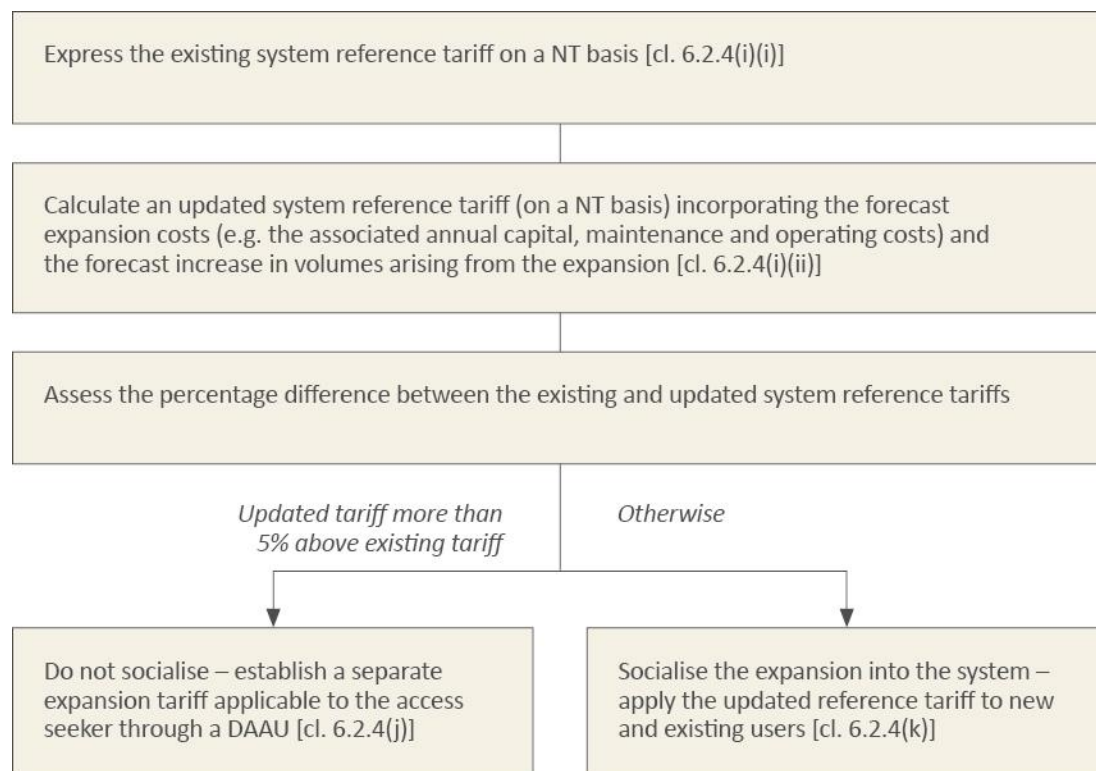 Express the existing system reference tariff on a NT basis [cl. 6.2.4(i)(i)]
Calculate an updated system reference tariff (on a NT basis) incorporating the forecast
expansion costs (e.g. the associated annual capital, maintenance and operating costs) and
the forecast increase in volumes arising from the expansion [cl. 6.2.4(i)(ii)]
Assess the percentage difference between the existing and updated system reference tariffs
Updated tariff more than
5% above existing tariff
Otherwise
Do not socialise – establish a separate
expansion tariff applicable to the access
seeker through a DAAU [cl. 6.2.4(j)]
Socialise the expansion into the system –
apply the updated reference tariff to new
and existing users [cl. 6.2.4(k)]